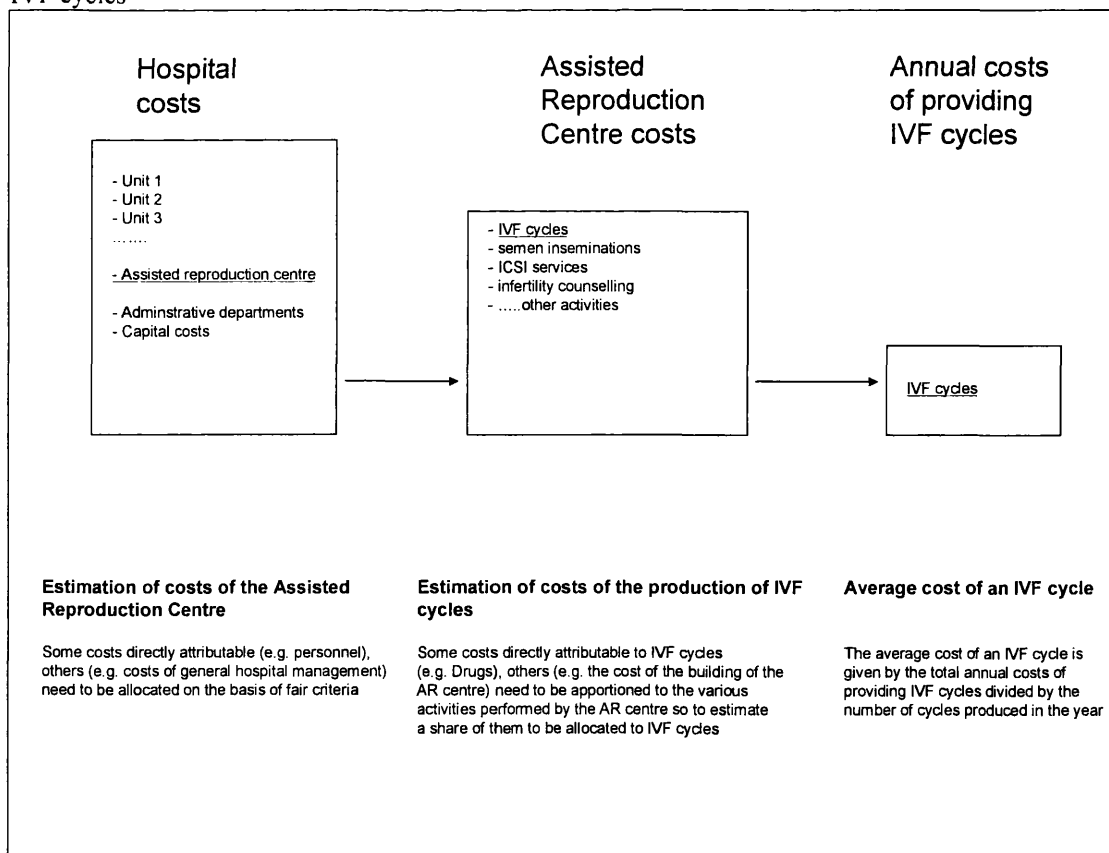 IVF cycles
Hospital
costs
- Unit 1
- Unit 2
- Unit 3
.......
- Assisted reproduction centre
- Adminstrative departments
- Capital costs
Assisted
Reproduction
Centre costs
- IVF cycles
- semen inseminations
- ICSI services
- infertility counselling
- .....other activities
Annual costs
of providing
IVF cycles
IVF cycles
Estimation of costs of the Assisted
Reproduction Centre
Some costs directly attributable (e.g. personnel),
others (e.g. costs of general hospital management)
need to be allocated on the basis of fair criteria
Estimation of costs of the production of IVF
cycles
Some costs directly attributable to IVF cycles
(e.g. Drugs), others (e.g. the cost of the building of the
AR centre) need to be apportioned to the various
activities performed by the AR centre so to estimate
a share of them to be allocated to IVF cycles
Average cost of an IVF cycle
The average cost of an IVF cycle is
given by the total annual costs of
providing IVF cycles divided by the
number of cycles produced in the year